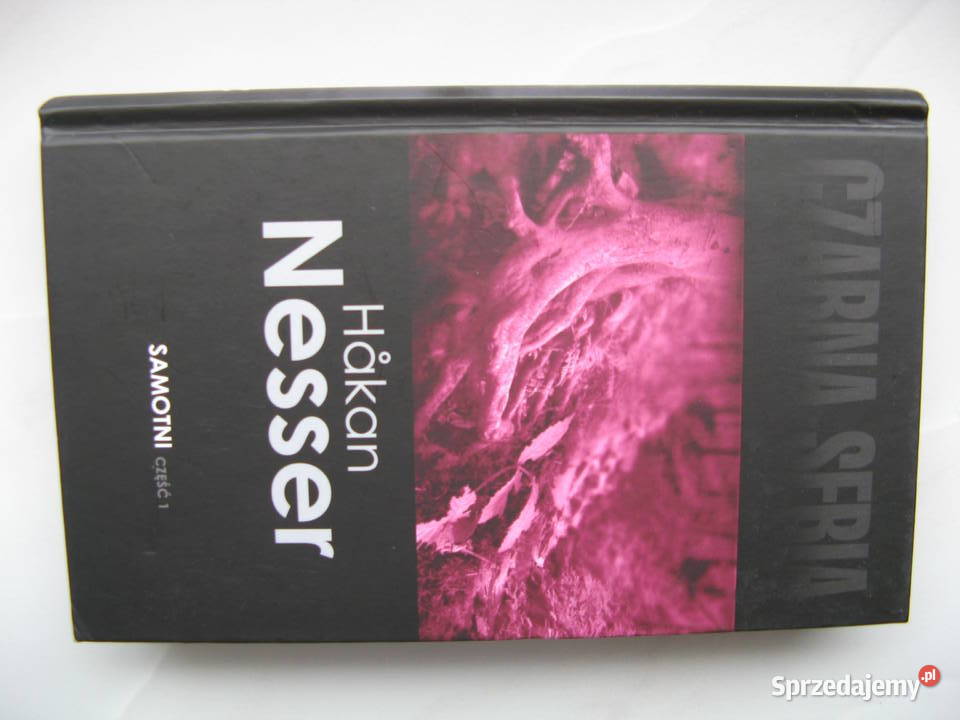 CZARNA SERIA
Håkan
Nesser
SAMOTNI CZĘŚĆ 1
Sprzedajemy.pl